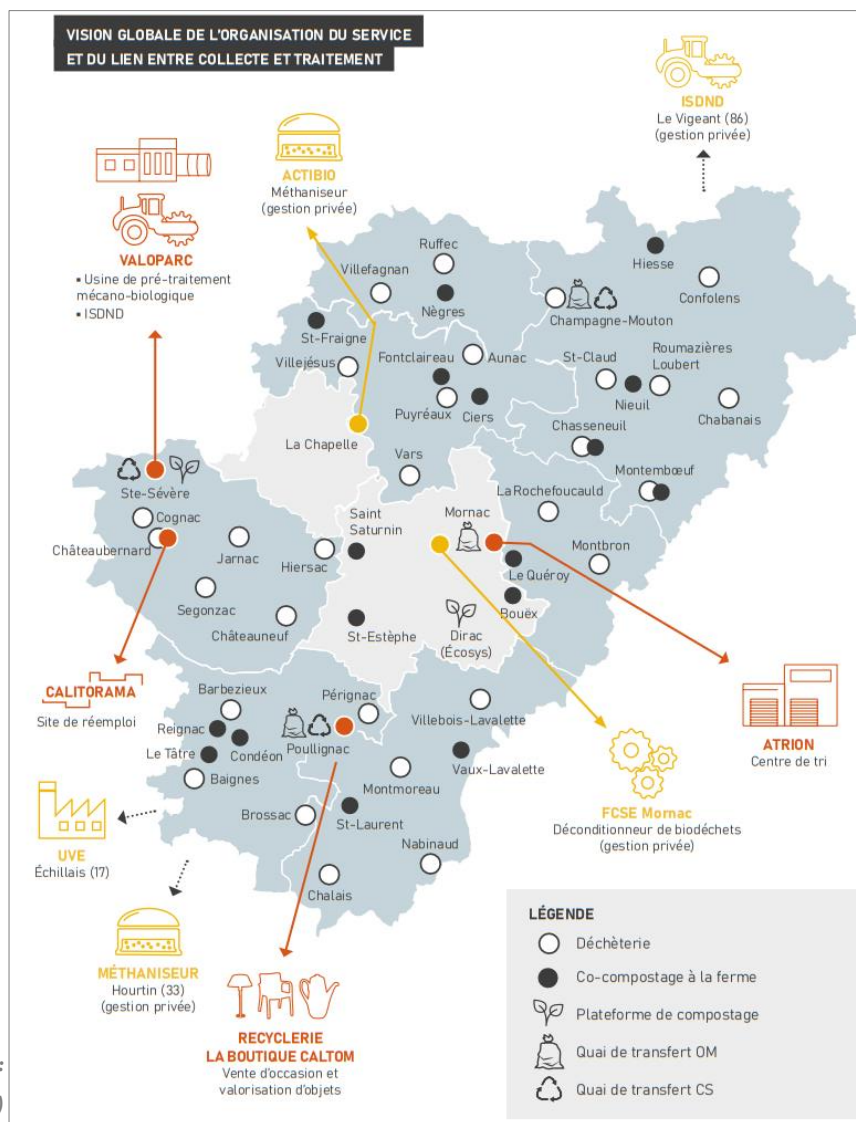 VISION GLOBALE DE L'ORGANISATION DU SERVICE
ET DU LIEN ENTRE COLLECTE ET TRAITEMENT
ISDND
Le Vigeant (86)
(gestion privée)
ACTIBIO
Méthaniseur
(gestion privée)
VALOPARC
▪ Usine de pré-traitement
mécano-biologique
▪ ISDND
Ruffec
Villefagnan
Nègres
Hiesse
Confolens
Champagne-Mouton
St-Fraigne
Villejésus
Fontclaireau
Aunac
Puyréaux
Ciers
St-Claud
Roumazières
Loubert
Nieuil
Chabanais
Chasseneuil
La Chapelle
Vars
Montembœuf
Ste-Sévère
Cognac
Châteaubernard
Jarnac
Hiersac
Segonzac
Châteauneuf
Saint
Saturnin
Mornac
La Rochefoucauld
Montbron
Le Quéroy
Bouëx
St-Estèphe
Dirac
(Écosys)
CALITORAMA
Site de réemploi
Barbezieux
Reignac
Le Tâtre
Condéon
Baignes
Pérignac
Poullignac
Villebois-Lavalette
Vaux-Lavalette
Montmoreau
Brossac
St-Laurent
Nabinaud
Chalais
ATRION
Centre de tri
FCSE Mornac
Déconditionneur de biodéchets
(gestion privée)
UVE
Échillais (17)
MÉTHANISEUR
Hourtin (33)
(gestion privée)
RECYCLERIE
LA BOUTIQUE CALTOM
Vente d'occasion et
valorisation d'objets
LÉGENDE
Déchèterie
Co-compostage à la ferme
Plateforme de compostage
Quai de transfert OM
Quai de transfert CS